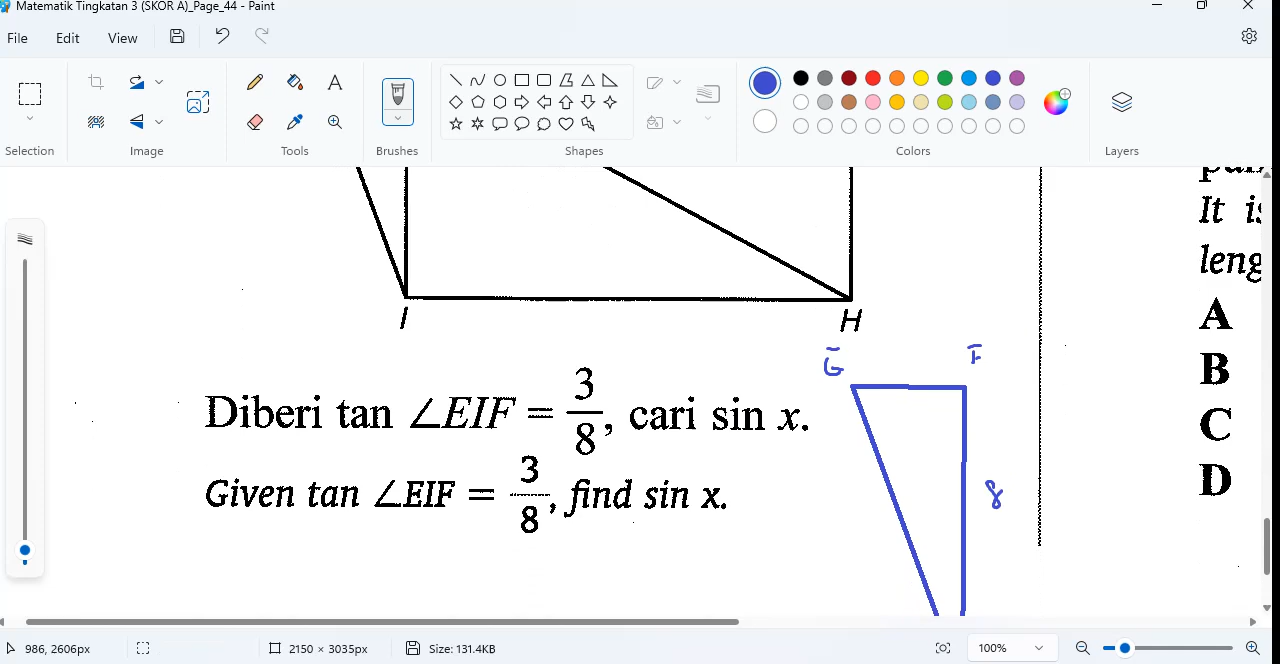 Matematik Tingkatan 3 (SKOR A)_Page_44 - Paint
File Edit View
Selection Image Tools Brushes Shapes Colors Layers
It is
leng
A
B
C
D
I H
G F
Diberi tan ∠EIF = 3/8, cari sin x.
Given tan ∠EIF = 3/8, find sin x.
8
986, 2606px 2150 × 3035px Size: 131.4KB 100%